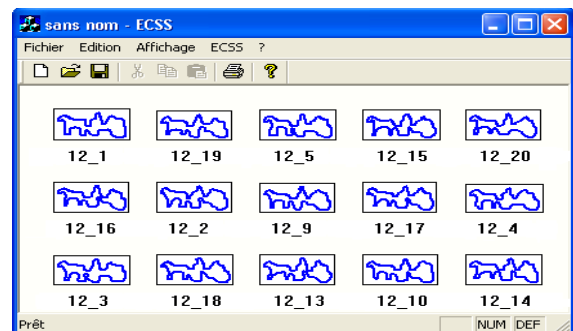 sans nom - ECSS
Fichier Edition Affichage ECSS ?
12_1 12_19 12_5 12_15 12_20
12_16 12_2 12_9 12_17 12_4
12_3 12_18 12_13 12_10 12_14
Prêt NUM DEF